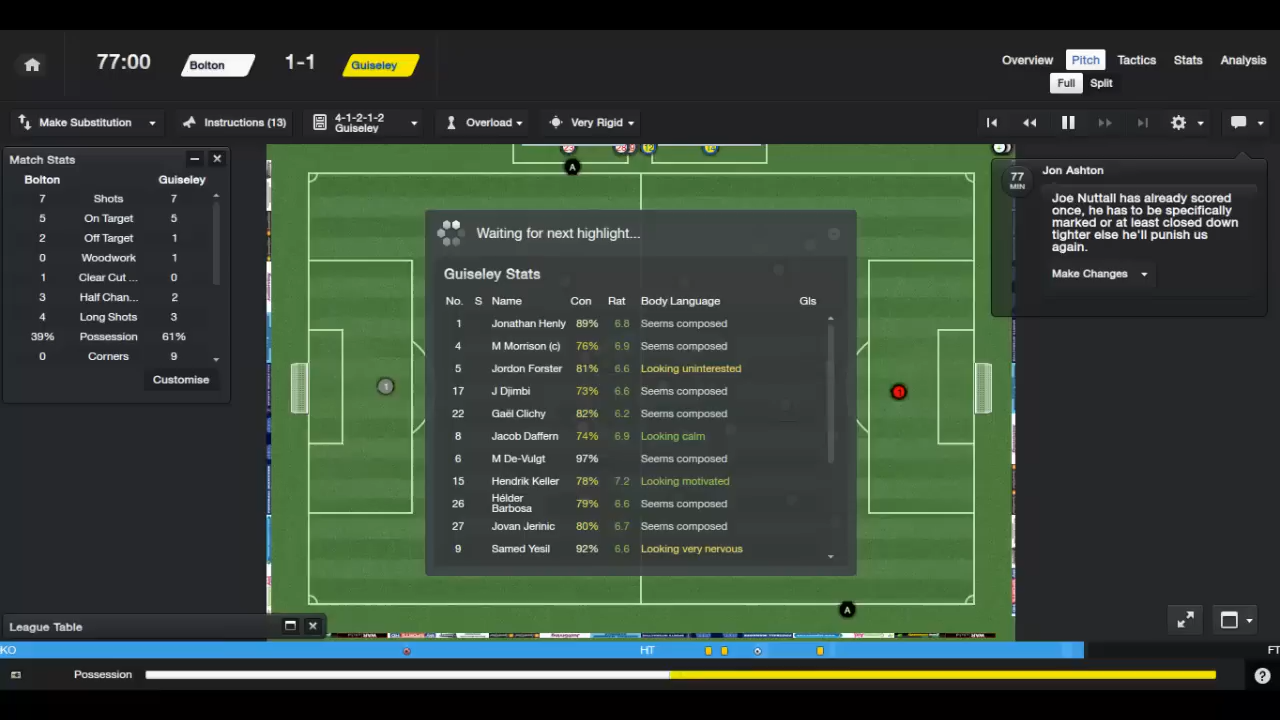 77:00
Bolton
1-1
Guiseley
Overview
Pitch
Tactics
Stats
Analysis
Full
Split
Make Substitution
Instructions (13)
4-1-2-1-2
Guiseley
Overload
Very Rigid
Match Stats
Bolton
Guiseley
7 Shots 7
5 On Target 5
2 Off Target 1
0 Woodwork 1
1 Clear Cut ... 0
3 Half Chan... 2
4 Long Shots 3
39% Possession 61%
0 Corners 9
Customise
A
Waiting for next highlight...
Guiseley Stats
No. S Name Con Rat Body Language Gls
1 Jonathan Henly 89% 6.8 Seems composed
4 M Morrison (c) 76% 6.9 Seems composed
5 Jordon Forster 81% 6.6 Looking uninterested
17 J Djimbi 73% 6.6 Seems composed
22 Gaël Clichy 82% 6.2 Seems composed
8 Jacob Daffern 74% 6.9 Looking calm
6 M De-Vulgt 97% Seems composed
15 Hendrik Keller 78% 7.2 Looking motivated
26 Hélder
Barbosa 79% 6.6 Seems composed
27 Jovan Jerinic 80% 6.7 Seems composed
9 Samed Yesil 92% 6.6 Looking very nervous
1
1
A
77
MIN
Jon Ashton
Joe Nuttall has already scored
once, he has to be specifically
marked or at least closed down
tighter else he'll punish us
again.
Make Changes
League Table
KO
HT
FT
Possession
?